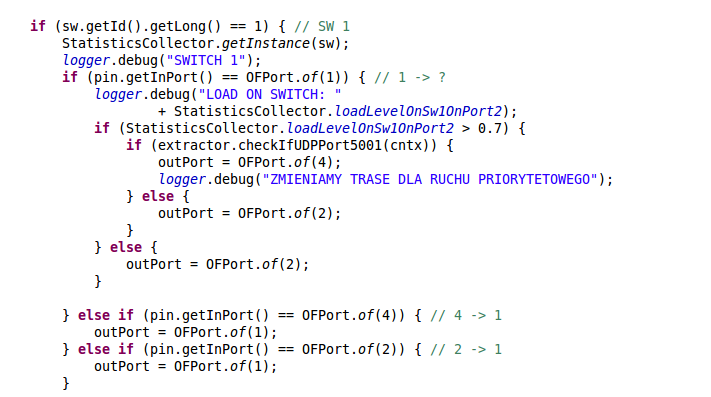 if (sw.getId().getLong() == 1) { // SW 1
StatisticsCollector.getInstance(sw);
logger.debug("SWITCH 1");
if (pin.getInPort() == OFPort.of(1)) { // 1 -> ?
logger.debug("LOAD ON SWITCH: "
+ StatisticsCollector.loadLevelOnSw1OnPort2);
if (StatisticsCollector.loadLevelOnSw1OnPort2 > 0.7) {
if (extractor.checkIfUDPPort5001(cntx)) {
outPort = OFPort.of(4);
logger.debug("ZMIENIAMY TRASE DLA RUCHU PRIORYTETOWEGO");
} else {
outPort = OFPort.of(2);
}
} else {
outPort = OFPort.of(2);
}
} else if (pin.getInPort() == OFPort.of(4)) { // 4 -> 1
outPort = OFPort.of(1);
} else if (pin.getInPort() == OFPort.of(2)) { // 2 -> 1
outPort = OFPort.of(1);
}